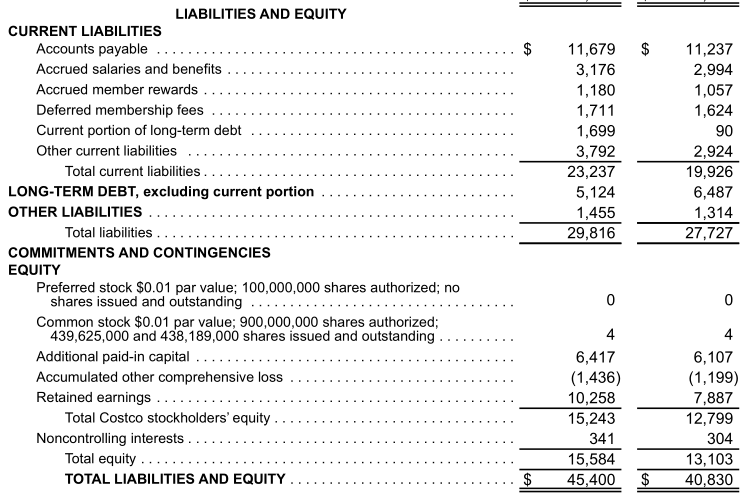 LIABILITIES AND EQUITY
CURRENT LIABILITIES
Accounts payable . . . . . . . . . . . . . . . . . . . . . . . . . . . . . . $ 11,679 $ 11,237
Accrued salaries and benefits . . . . . . . . . . . . . . . . . . . . . . . . . 3,176 2,994
Accrued member rewards . . . . . . . . . . . . . . . . . . . . . . . . . . . 1,180 1,057
Deferred membership fees . . . . . . . . . . . . . . . . . . . . . . . . . . . 1,711 1,624
Current portion of long-term debt . . . . . . . . . . . . . . . . . . . . . . . 1,699 90
Other current liabilities . . . . . . . . . . . . . . . . . . . . . . . . . . . . 3,792 2,924
Total current liabilities . . . . . . . . . . . . . . . . . . . . . . . . . . . 23,237 19,926
LONG-TERM DEBT, excluding current portion . . . . . . . . . . . . . . . . . 5,124 6,487
OTHER LIABILITIES . . . . . . . . . . . . . . . . . . . . . . . . . . . . . . 1,455 1,314
Total liabilities . . . . . . . . . . . . . . . . . . . . . . . . . . . . . . 29,816 27,727
COMMITMENTS AND CONTINGENCIES
EQUITY
Preferred stock $0.01 par value; 100,000,000 shares authorized; no
shares issued and outstanding . . . . . . . . . . . . . . . . . . . . . . . 0 0
Common stock $0.01 par value; 900,000,000 shares authorized;
439,625,000 and 438,189,000 shares issued and outstanding . . . . . . . . . . 4 4
Additional paid-in capital . . . . . . . . . . . . . . . . . . . . . . . . . . . 6,417 6,107
Accumulated other comprehensive loss . . . . . . . . . . . . . . . . . . . . (1,436) (1,199)
Retained earnings . . . . . . . . . . . . . . . . . . . . . . . . . . . . . . 10,258 7,887
Total Costco stockholders' equity . . . . . . . . . . . . . . . . . . . . . . 15,243 12,799
Noncontrolling interests . . . . . . . . . . . . . . . . . . . . . . . . . . . . 341 304
Total equity . . . . . . . . . . . . . . . . . . . . . . . . . . . . . . . . 15,584 13,103
TOTAL LIABILITIES AND EQUITY . . . . . . . . . . . . . . . . . . . . $ 45,400 $ 40,830